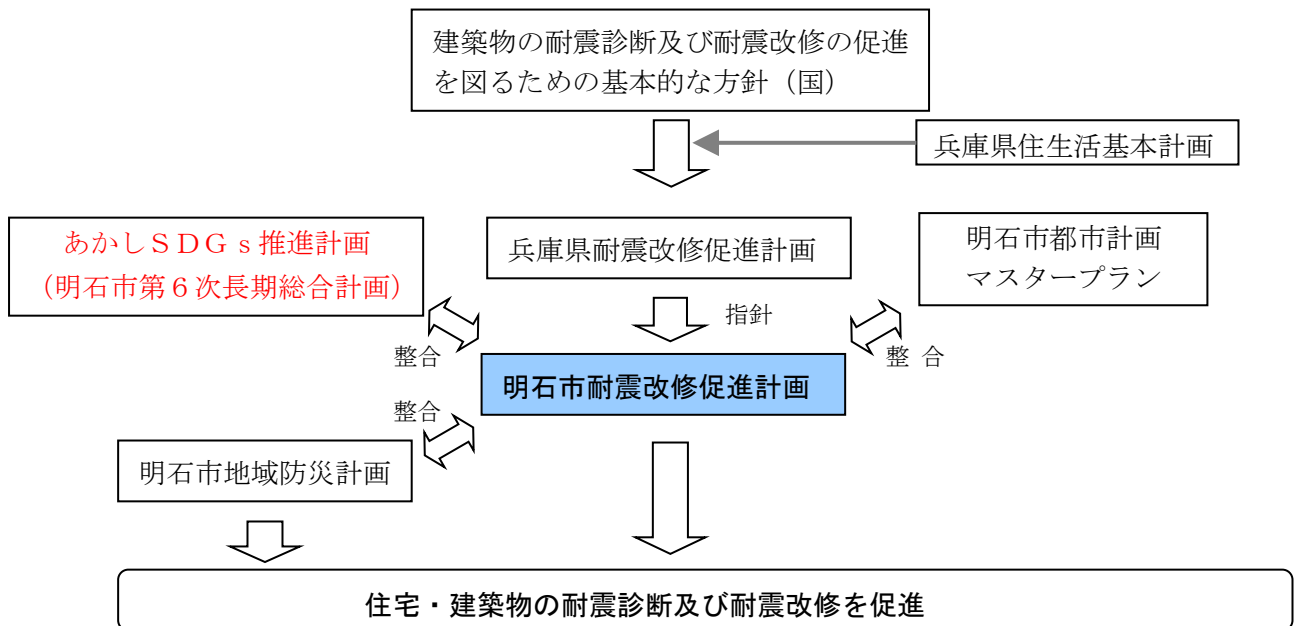 建築物の耐震診断及び耐震改修の促進
を図るための基本的な方針（国）
兵庫県住生活基本計画
あかしＳＤＧｓ推進計画
（明石市第６次長期総合計画）
兵庫県耐震改修促進計画
明石市都市計画
マスタープラン
指針
整合
整 合
明石市耐震改修促進計画
整合
明石市地域防災計画
住宅・建築物の耐震診断及び耐震改修を促進